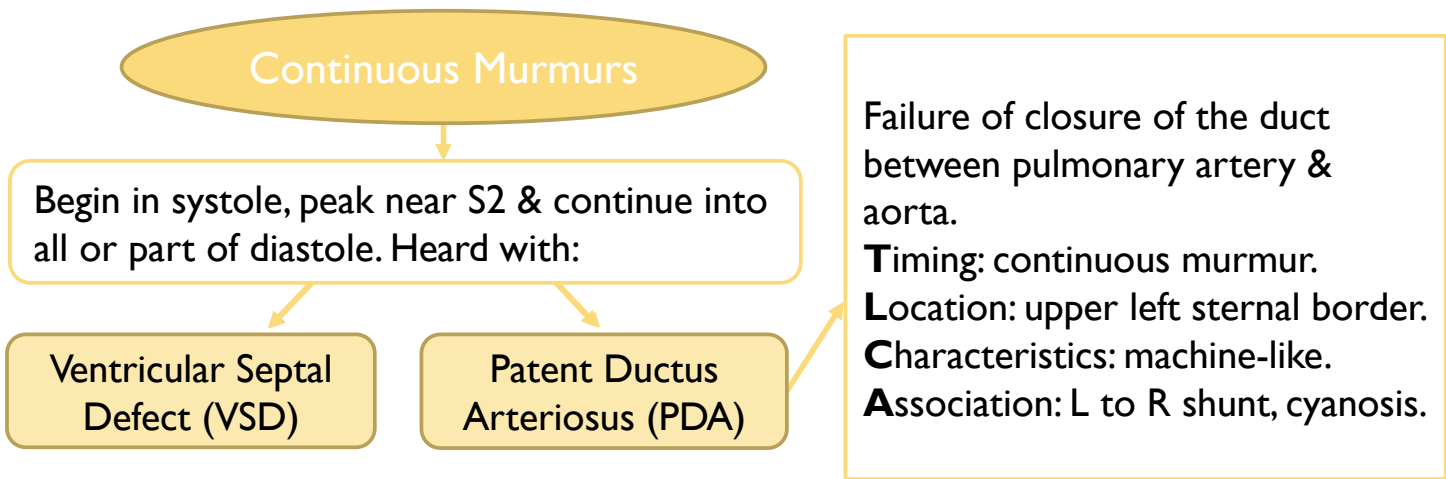 Continuous Murmurs
Begin in systole, peak near S2 & continue into
all or part of diastole. Heard with:
Ventricular Septal
Defect (VSD)
Patent Ductus
Arteriosus (PDA)
Failure of closure of the duct
between pulmonary artery &
aorta.
Timing: continuous murmur.
Location: upper left sternal border.
Characteristics: machine-like.
Association: L to R shunt, cyanosis.